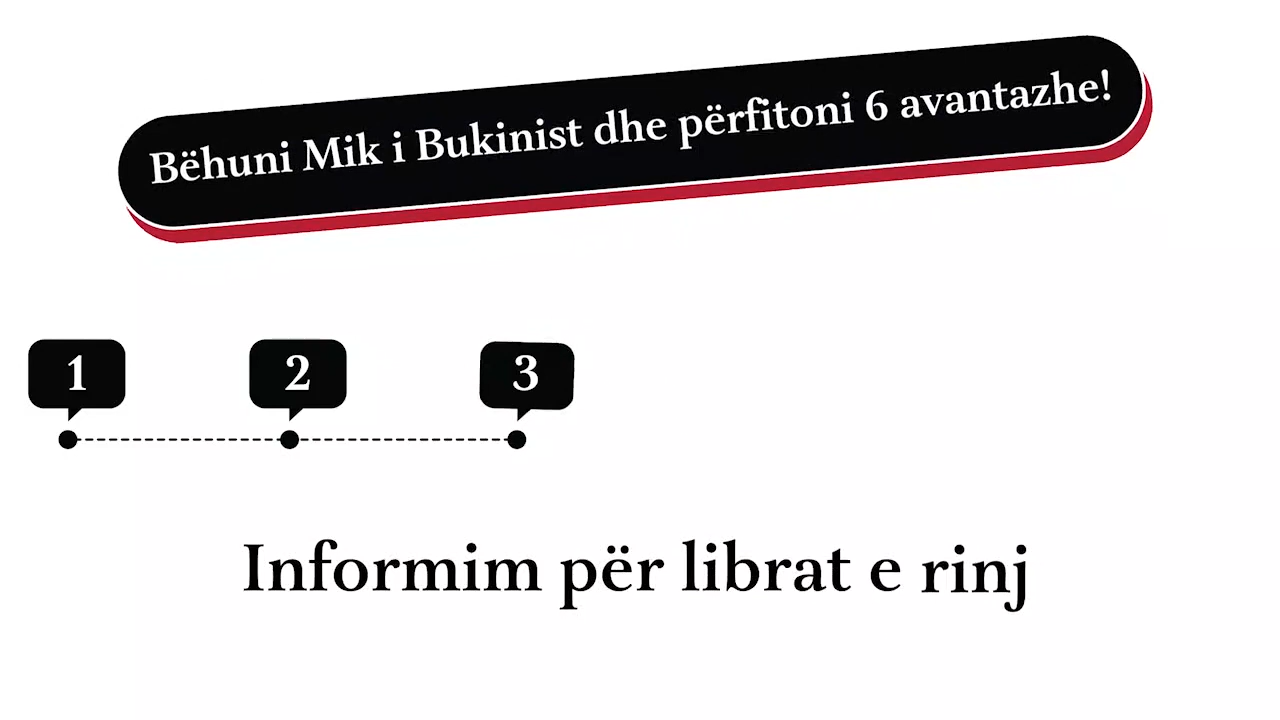 Bëhuni Mik i Bukinist dhe përfitoni 6 avantazhe!
1 2 3
Informim për librat e rinj